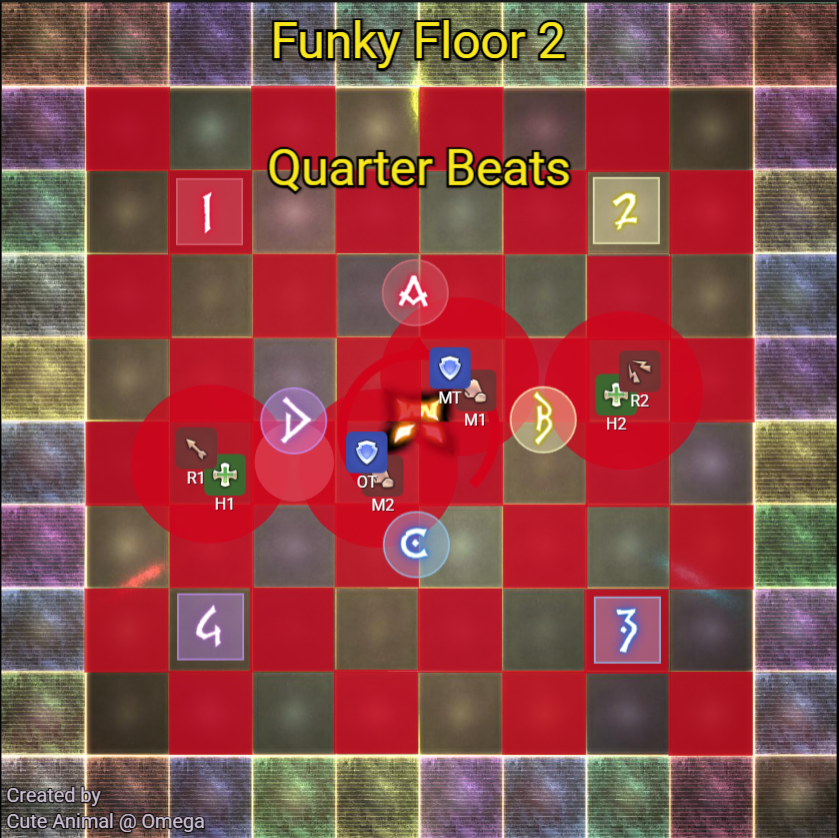 Funky Floor 2
Quarter Beats
1
2
A
MT
M1
R2
H2
D
B
R1
H1
OT
M2
C
4
3
Created by
Cute Animal @ Omega